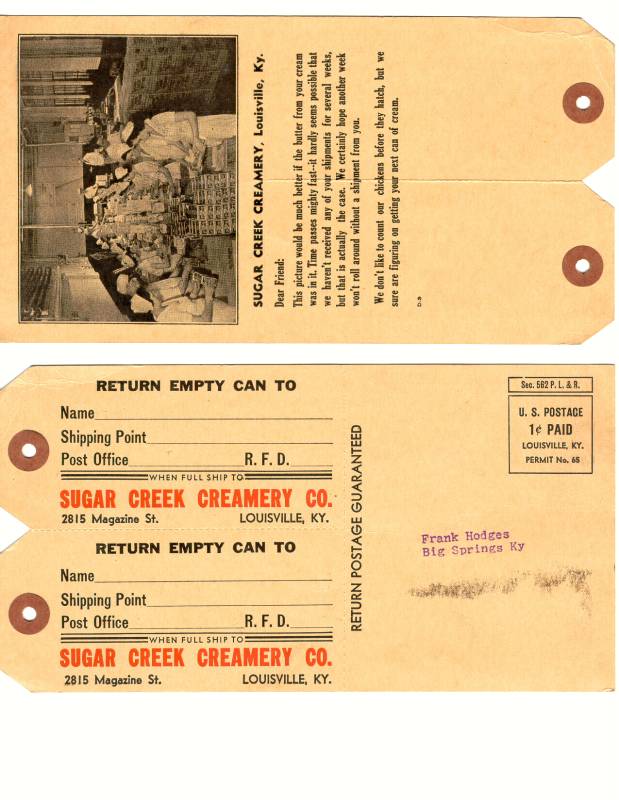 SUGAR CREEK CREAMERY, Louisville, Ky.
Dear Friend:
This picture would be much better if the butter from your cream
was in it. Time passes mighty fast--it hardly seems possible that
we haven't received any of your shipments for several weeks,
but that is actually the case. We certainly hope another week
won't roll around without a shipment from you.
We don't like to count our chickens before they hatch, but we
sure are figuring on getting your next can of cream.
D-8
RETURN EMPTY CAN TO
Name
Shipping Point
Post Office R. F. D.
WHEN FULL SHIP TO
SUGAR CREEK CREAMERY CO.
2815 Magazine St. LOUISVILLE, KY.
RETURN EMPTY CAN TO
Name
Shipping Point
Post Office R. F. D.
WHEN FULL SHIP TO
SUGAR CREEK CREAMERY CO.
2815 Magazine St. LOUISVILLE, KY.
RETURN POSTAGE GUARANTEED
Sec. 562 P. L. & R.
U. S. POSTAGE
1¢ PAID
LOUISVILLE, KY.
PERMIT No. 65
Frank Hodges
Big Springs Ky